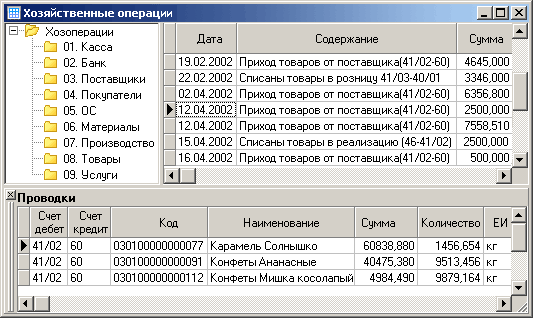 Хозяйственные операции
Хозоперации
01. Касса
02. Банк
03. Поставщики
04. Покупатели
05. ОС
06. Материалы
07. Производство
08. Товары
09. Услуги
Дата Содержание Сумма
19.02.2002 Приход товаров от поставщика(41/02-60) 4645,000
22.02.2002 Списаны товары в розницу 41/03-40/01 3346,000
02.04.2002 Приход товаров от поставщика(41/02-60) 6356,800
12.04.2002 Приход товаров от поставщика(41/02-60) 2500,000
12.04.2002 Приход товаров от поставщика(41/02-60) 7558,510
15.04.2002 Списаны товары в реализацию (46-41/02) 2500,000
16.04.2002 Приход товаров от поставщика(41/02-60) 500,000
Проводки
Счет дебет Счет кредит Код Наименование Сумма Количество ЕИ
41/02 60 030100000000077 Карамель Солнышко 60838,880 1456,654 кг
41/02 60 030100000000091 Конфеты Ананасные 40475,380 9513,456 кг
41/02 60 030100000000112 Конфеты Мишка косолапый 4984,490 9879,164 кг